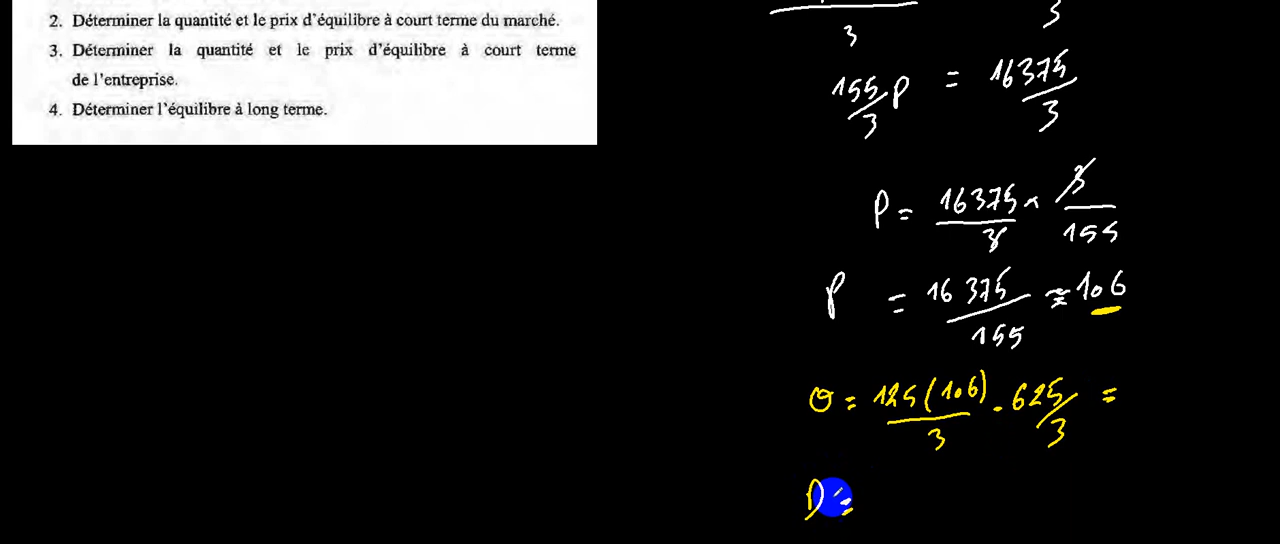 2. Déterminer la quantité et le prix d'équilibre à court terme du marché.
3. Déterminer la quantité et le prix d'équilibre à court terme
de l'entreprise.
4. Déterminer l'équilibre à long terme.
3 3
155/3 P = 16375/3
P = 16375/3 × 3/155
P = 16375/155 ≈ 106
O = 125(106)/3 - 625/3 =
D =